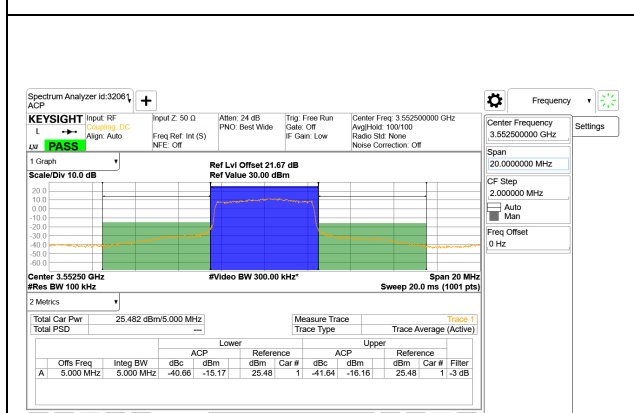 Spectrum Analyzer id:32061
ACP
Frequency
KEYSIGHT Input: RF Input Z: 50 Ω Atten: 24 dB Trig: Free Run Center Freq: 3.552500000 GHz
L Coupling: DC PNO: Best Wide Gate: Off Avg|Hold: 100/100
Align: Auto Freq Ref: Int (S) IF Gain: Low Radio Std: None
PASS NFE: Off Noise Correction: Off
Center Frequency
3.552500000 GHz
Settings
Span
20.0000000 MHz
CF Step
2.000000 MHz
Auto
Man
Freq Offset
0 Hz
1 Graph Ref Lvl Offset 21.67 dB
Scale/Div 10.0 dB Ref Value 30.00 dBm
20.0
10.0
0.00
-10.0
-20.0
-30.0
-40.0
-50.0
-60.0
Center 3.55250 GHz #Video BW 300.00 kHz* Span 20 MHz
#Res BW 100 kHz Sweep 20.0 ms (1001 pts)
2 Metrics
Total Car Pwr 25.482 dBm/5.000 MHz Measure Trace Trace 1
Total PSD --- Trace Type Trace Average (Active)
Lower Upper
ACP Reference ACP Reference
Offs Freq Integ BW dBc dBm dBm Car # dBc dBm dBm Car # Filter
A 5.000 MHz 5.000 MHz -40.66 -15.17 25.48 1 -41.64 -16.16 25.48 1 -3 dB